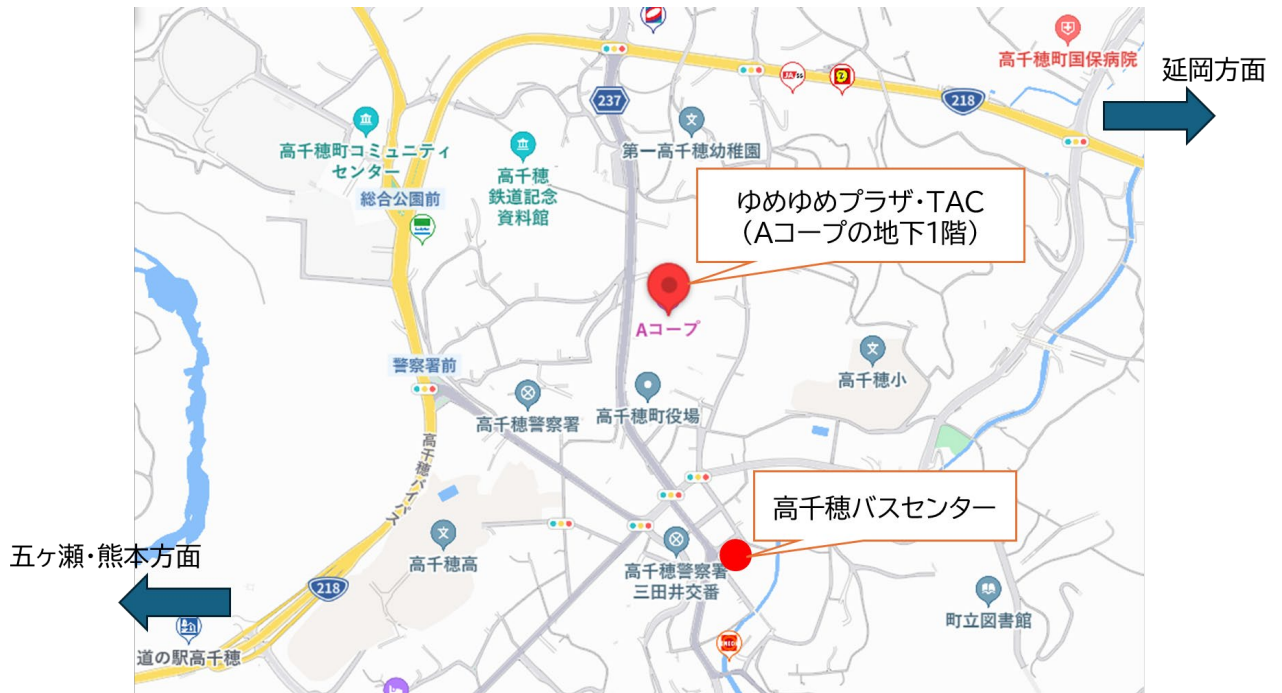 高千穂町国保病院
延岡方面
237
218
高千穂町コミュニティ
センター
高千穂
鉄道記念
資料館
第一高千穂幼稚園
総合公園前
ゆめゆめプラザ・TAC
(Aコープの地下1階)
Aコープ
警察署前
高千穂小
高千穂警察署
高千穂町役場
高千穂バイパス
高千穂バスセンター
高千穂高
五ヶ瀬・熊本方面
高千穂警察署
三田井交番
218
町立図書館
道の駅高千穂
JA SS
ENEOS